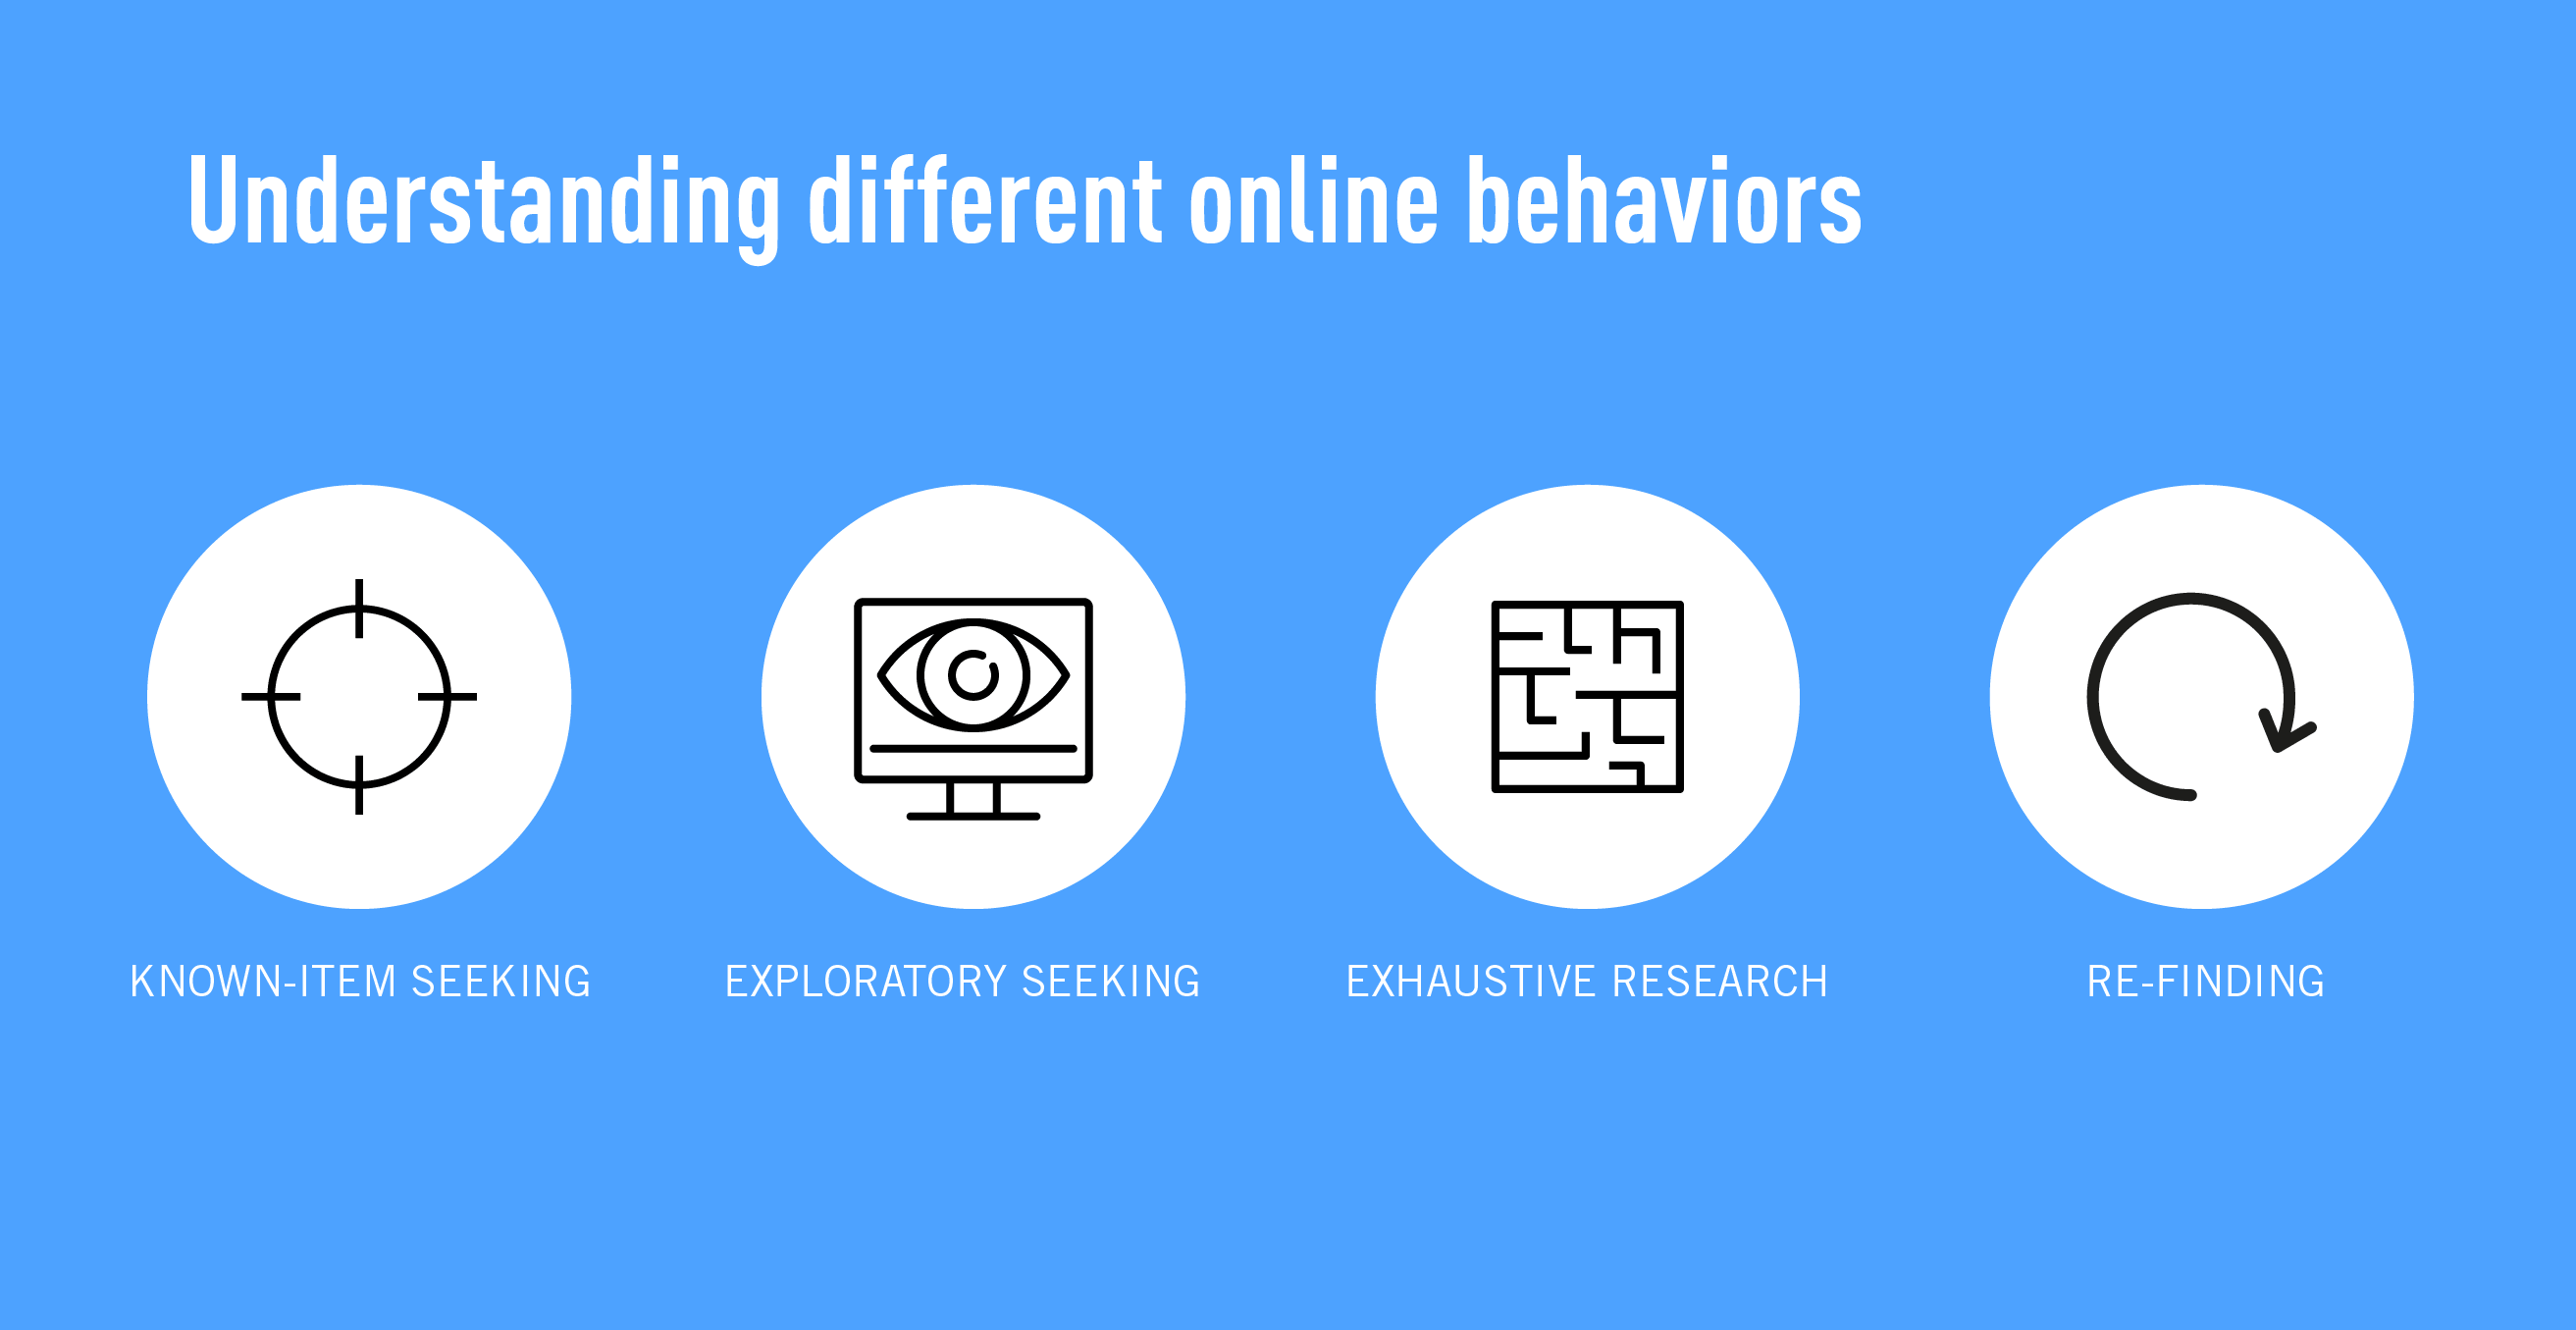 Understanding different online behaviors
KNOWN-ITEM SEEKING
EXPLORATORY SEEKING
EXHAUSTIVE RESEARCH
RE-FINDING